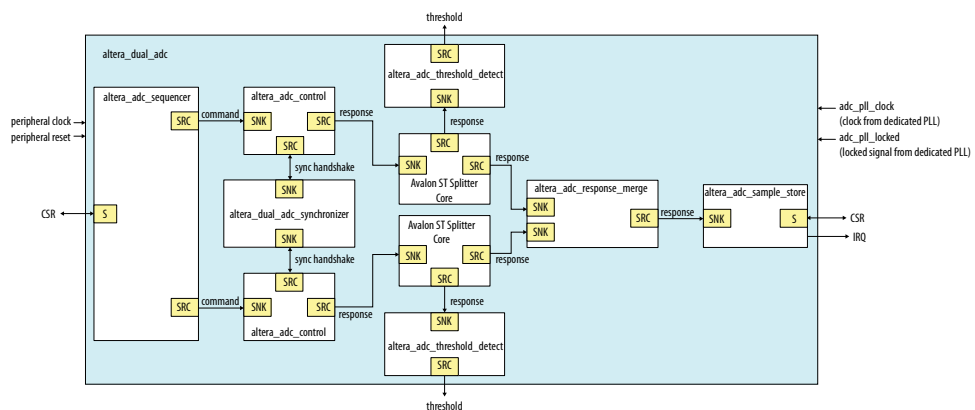 threshold
altera_dual_adc
SRC
altera_adc_threshold_detect
SNK
altera_adc_sequencer
altera_adc_control
response
adc_pll_clock
(clock from dedicated PLL)
peripheral clock
SRC
command
SNK
SRC
response
SRC
adc_pll_locked
(locked signal from dedicated PLL)
peripheral reset
SRC
SNK
SRC
response
sync handshake
Avalon ST Splitter
Core
SNK
altera_adc_response_merge
altera_adc_sample_store
CSR
S
altera_dual_adc_synchronizer
SNK
SNK
SRC
response
SNK
S
CSR
IRQ
Avalon ST Splitter
Core
SNK
SNK
sync handshake
SNK
SRC
response
SRC
SRC
SRC
command
SNK
SRC
response
response
altera_adc_control
SNK
altera_adc_threshold_detect
SRC
threshold